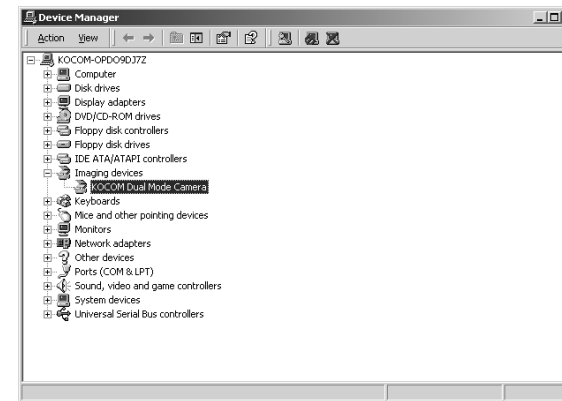 Device Manager
Action View
KOCOM-OPDO9DJ7Z
Computer
Disk drives
Display adapters
DVD/CD-ROM drives
Floppy disk controllers
Floppy disk drives
IDE ATA/ATAPI controllers
Imaging devices
KOCOM Dual Mode Camera
Keyboards
Mice and other pointing devices
Monitors
Network adapters
Other devices
Ports (COM & LPT)
Sound, video and game controllers
System devices
Universal Serial Bus controllers